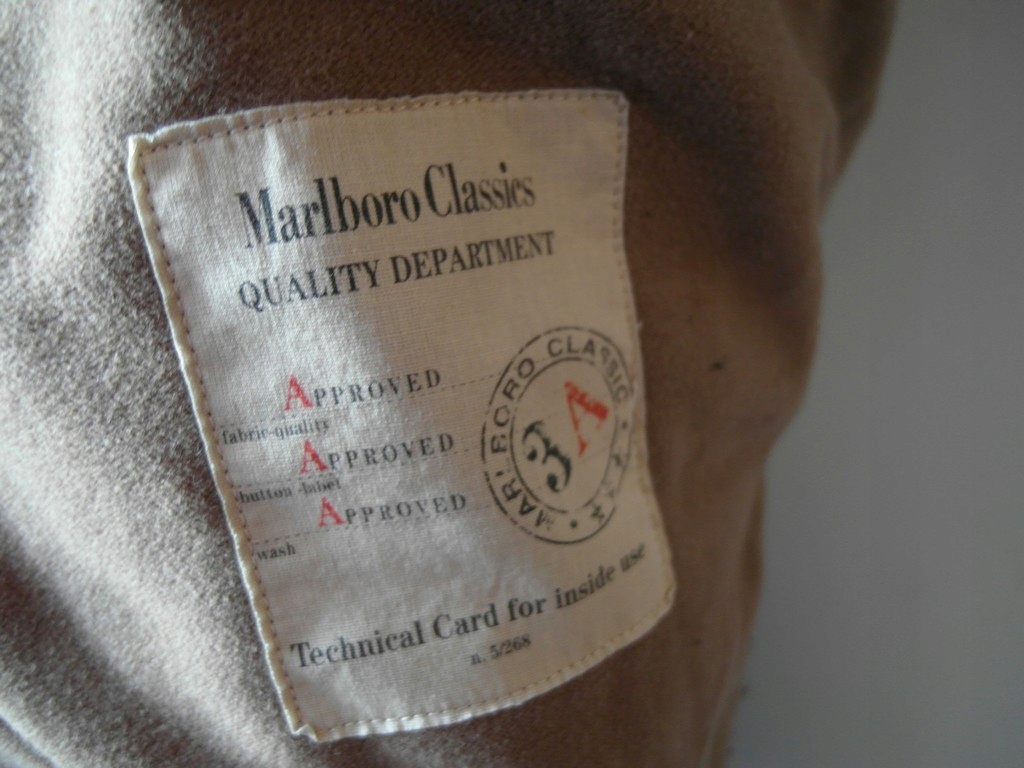 Marlboro Classics
QUALITY DEPARTMENT
APPROVED
fabric-quality
APPROVED
button-label
APPROVED
wash
MARLBORO CLASSICS
3 A
Technical Card for inside use
n. 5/268